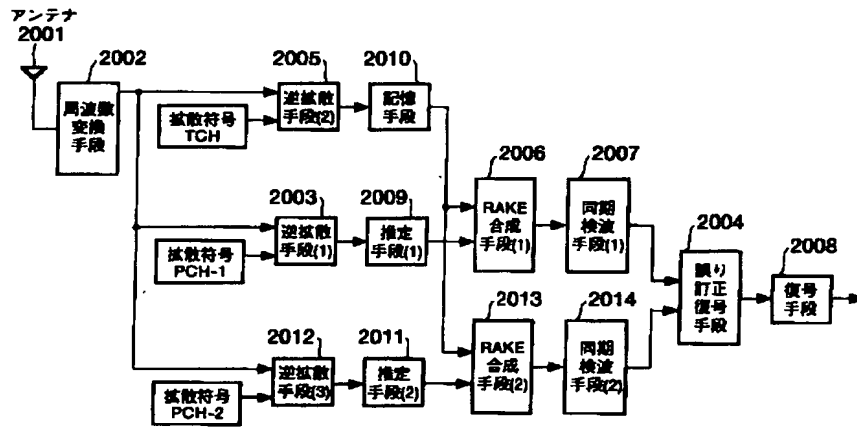 アンテナ
2001
2002
周波数
変換
手段
2005
逆拡散
手段(2)
2010
記憶
手段
拡散符号
TCH
2003
逆拡散
手段(1)
2009
推定
手段(1)
拡散符号
PCH-1
2012
逆拡散
手段(3)
2011
推定
手段(2)
拡散符号
PCH-2
2006
RAKE
合成
手段(1)
2007
同期
検波
手段(1)
2013
RAKE
合成
手段(2)
2014
同期
検波
手段(2)
2004
誤り
訂正
復号
手段
2008
復号
手段